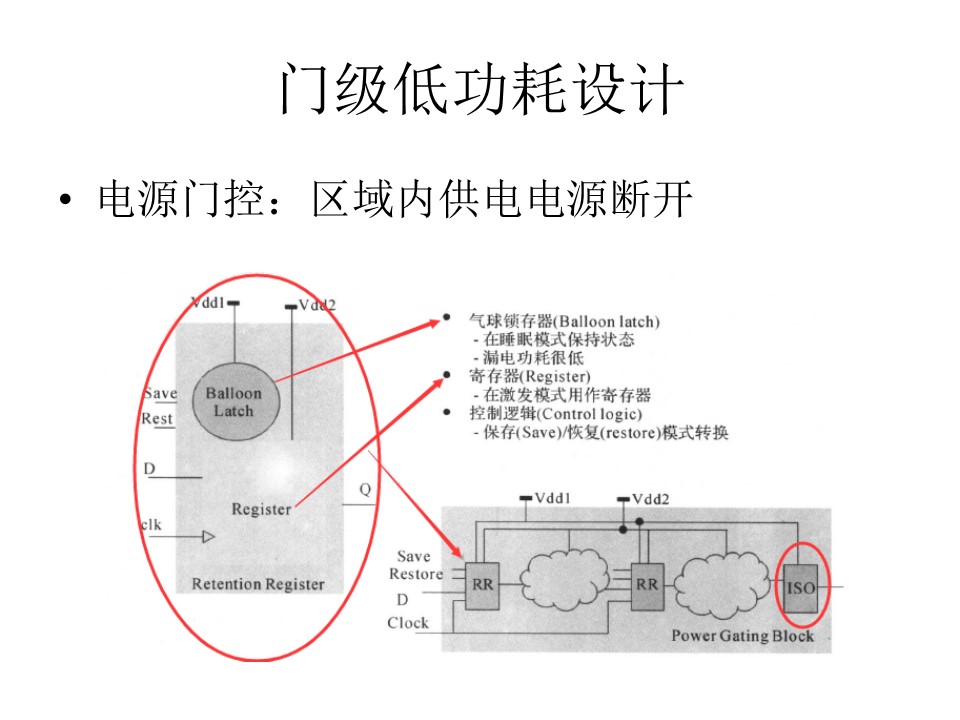 门级低功耗设计
• 电源门控：区域内供电电源断开
Vdd1
Vdd2
Balloon
Latch
Save
Rest
D
Q
Register
clk
Retention Register
• 气球锁存器(Balloon latch)
- 在睡眠模式保持状态
- 漏电功耗很低
• 寄存器(Register)
- 在激发模式用作寄存器
• 控制逻辑(Control logic)
- 保存(Save)/恢复(restore)模式转换
Vdd1
Vdd2
Save
Restore
D
Clock
RR
RR
ISO
Power Gating Block